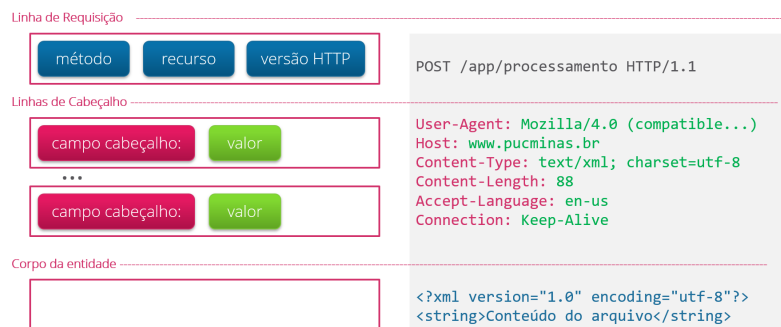 Linha de Requisição
método recurso versão HTTP
POST /app/processamento HTTP/1.1
Linhas de Cabeçalho
campo cabeçalho: valor
...
campo cabeçalho: valor
User-Agent: Mozilla/4.0 (compatible...)
Host: www.pucminas.br
Content-Type: text/xml; charset=utf-8
Content-Length: 88
Accept-Language: en-us
Connection: Keep-Alive
Corpo da entidade
<?xml version="1.0" encoding="utf-8"?>
<string>Conteúdo do arquivo</string>